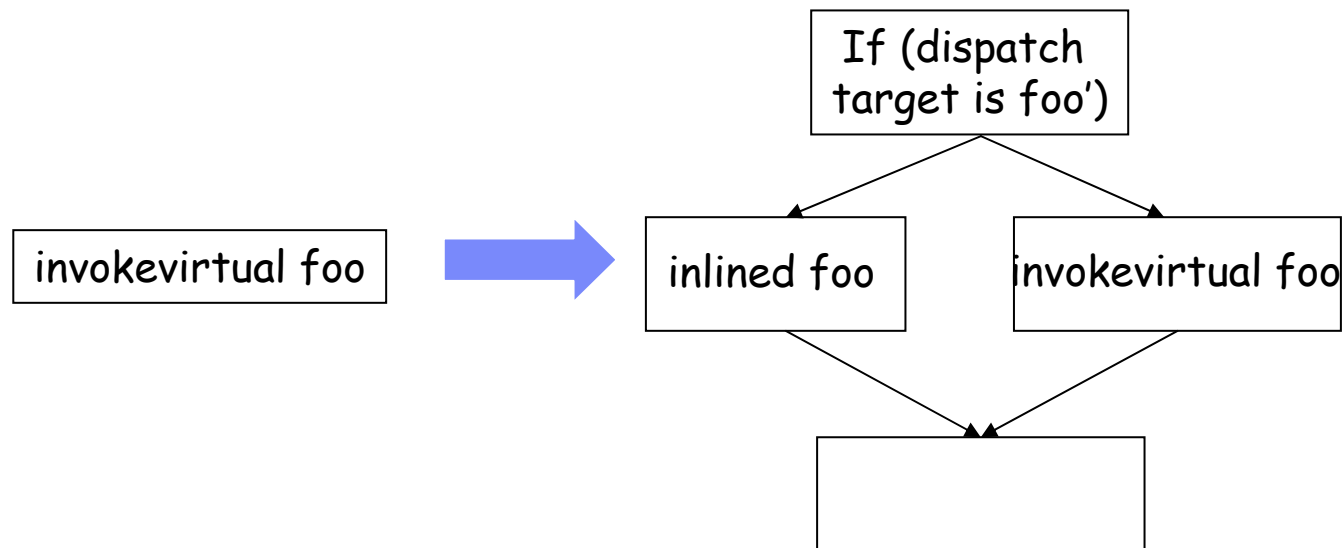 If (dispatch
target is foo')
invokevirtual foo
inlined foo
invokevirtual foo